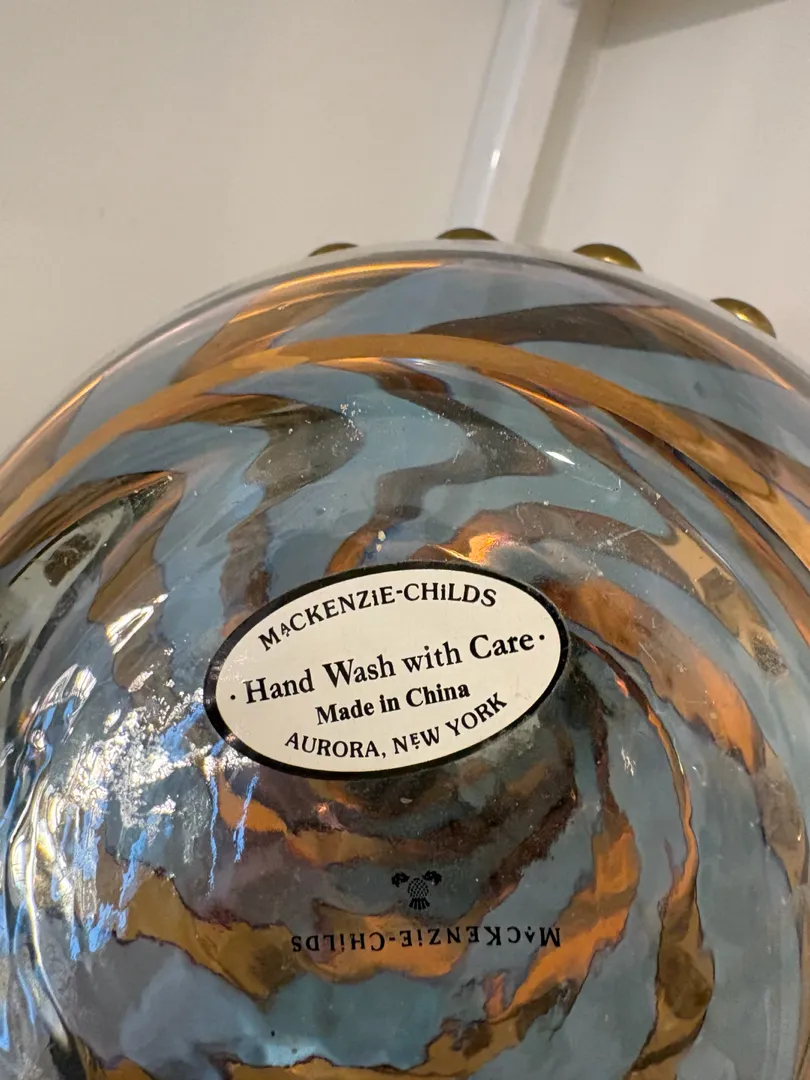 MACKENZiE-CHiLDS
· Hand Wash with Care ·
Made in China
AURORA, NEW YORK
MACKENZiE-CHiLDS